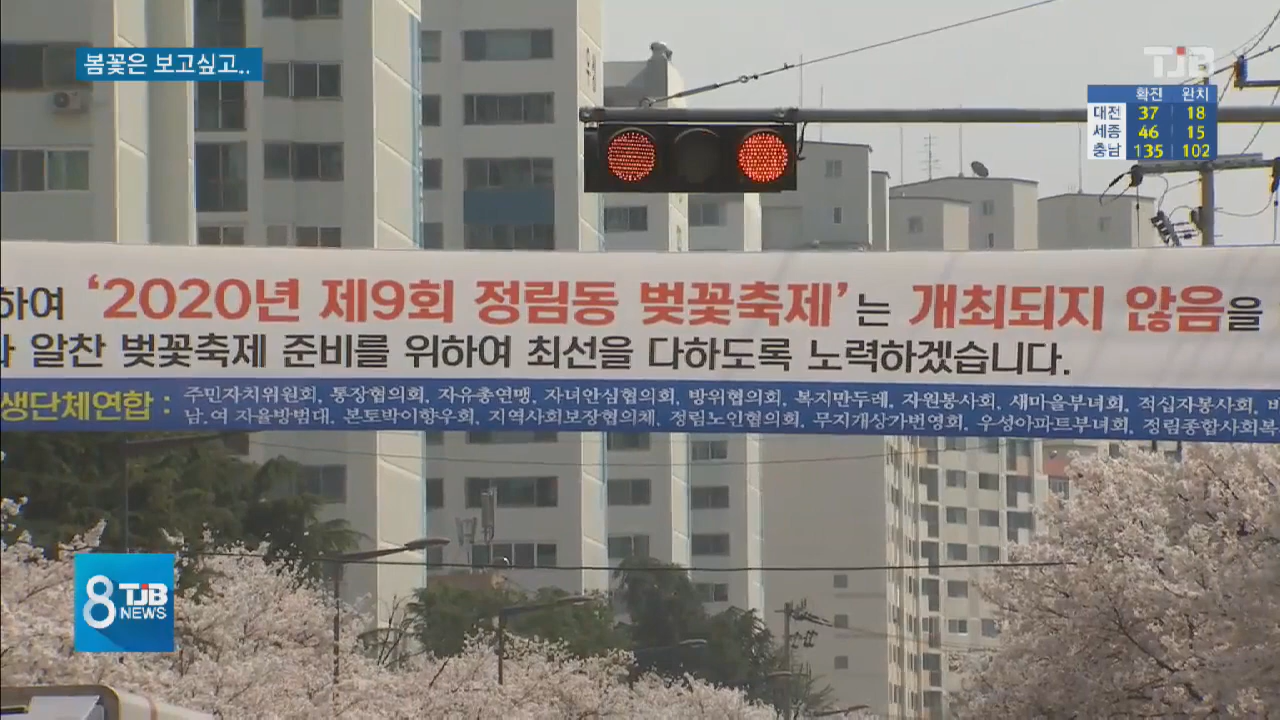 봄꽃은 보고싶고..
TJB
확진 완치
대전 37 18
세종 46 15
충남 135 102
하여 '2020년 제9회 정림동 벚꽃축제'는 개최되지 않음을
알찬 벚꽃축제 준비를 위하여 최선을 다하도록 노력하겠습니다.
생단체연합 : 주민자치위원회, 통장협의회, 자유총연맹, 자녀안심협의회, 방위협의회, 복지만두레, 자원봉사회, 새마을부녀회, 적십자봉사회,
남.여 자율방범대, 본토박이향우회, 지역사회보장협의체, 정림노인협의회, 무지개상가번영회, 우성아파트부녀회, 정림종합사회복
8 TJB NEWS